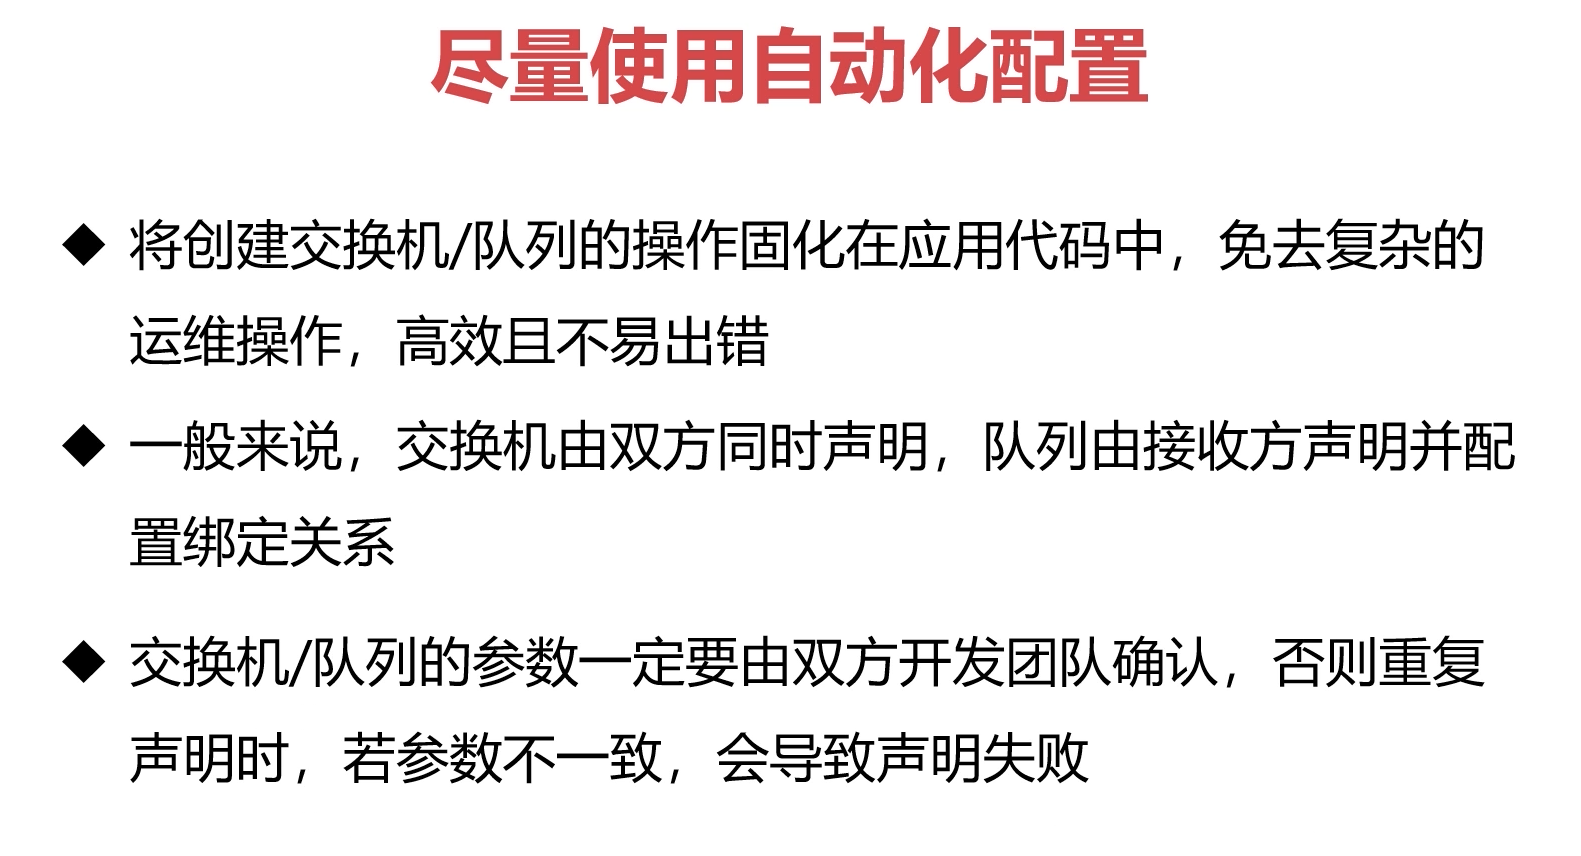 尽量使用自动化配置
◆ 将创建交换机/队列的操作固化在应用代码中，免去复杂的
运维操作，高效且不易出错
◆ 一般来说，交换机由双方同时声明，队列由接收方声明并配
置绑定关系
◆ 交换机/队列的参数一定要由双方开发团队确认，否则重复
声明时，若参数不一致，会导致声明失败